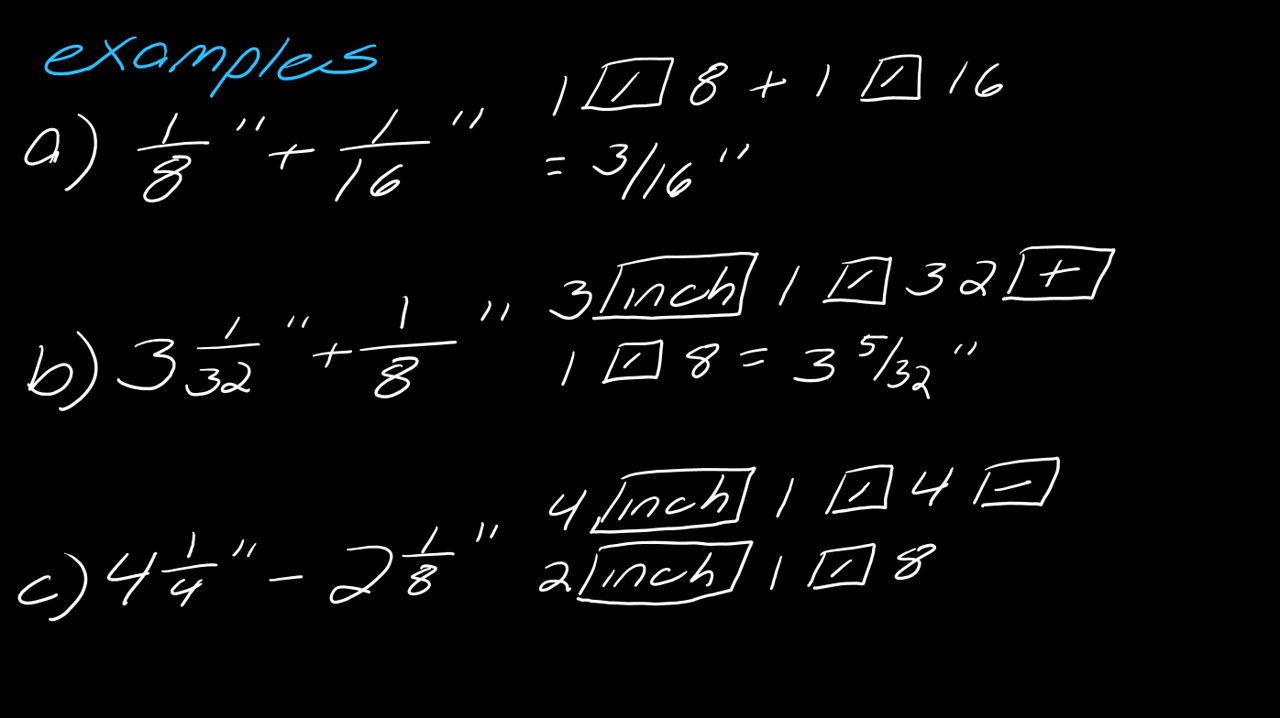 examples
a) 1/8" + 1/16" 1 / 8 + 1 / 16
= 3/16"
b) 3 1/32" + 1/8" 3 inch 1 / 32 +
1 / 8 = 3 5/32"
c) 4 1/4" - 2 1/8" 4 inch 1 / 4 -
2 inch 1 / 8